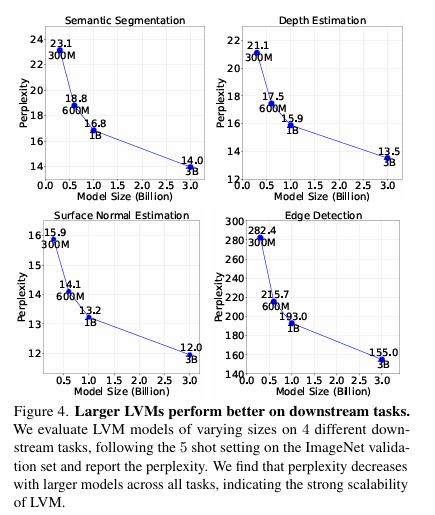 Semantic Segmentation
Perplexity
24
22
20
18
16
14
23.1
300M
18.8
600M
16.8
1B
14.0
3B
0.0 0.5 1.0 1.5 2.0 2.5 3.0
Model Size (Billion)
Depth Estimation
Perplexity
22
20
18
16
14
12
21.1
300M
17.5
600M
15.9
1B
13.5
3B
0.0 0.5 1.0 1.5 2.0 2.5 3.0
Model Size (Billion)
Surface Normal Estimation
Perplexity
16
15
14
13
12
15.9
300M
14.1
600M
13.2
1B
12.0
3B
0.5 1.0 1.5 2.0 2.5 3.0
Model Size (Billion)
Edge Detection
Perplexity
300
280
260
240
220
200
180
160
140
282.4
300M
215.7
600M
193.0
1B
155.0
3B
0.0 0.5 1.0 1.5 2.0 2.5 3.0
Model Size (Billion)
Figure 4. Larger LVMs perform better on downstream tasks.
We evaluate LVM models of varying sizes on 4 different down-
stream tasks, following the 5 shot setting on the ImageNet valida-
tion set and report the perplexity. We find that perplexity decreases
with larger models across all tasks, indicating the strong scalability
of LVM.